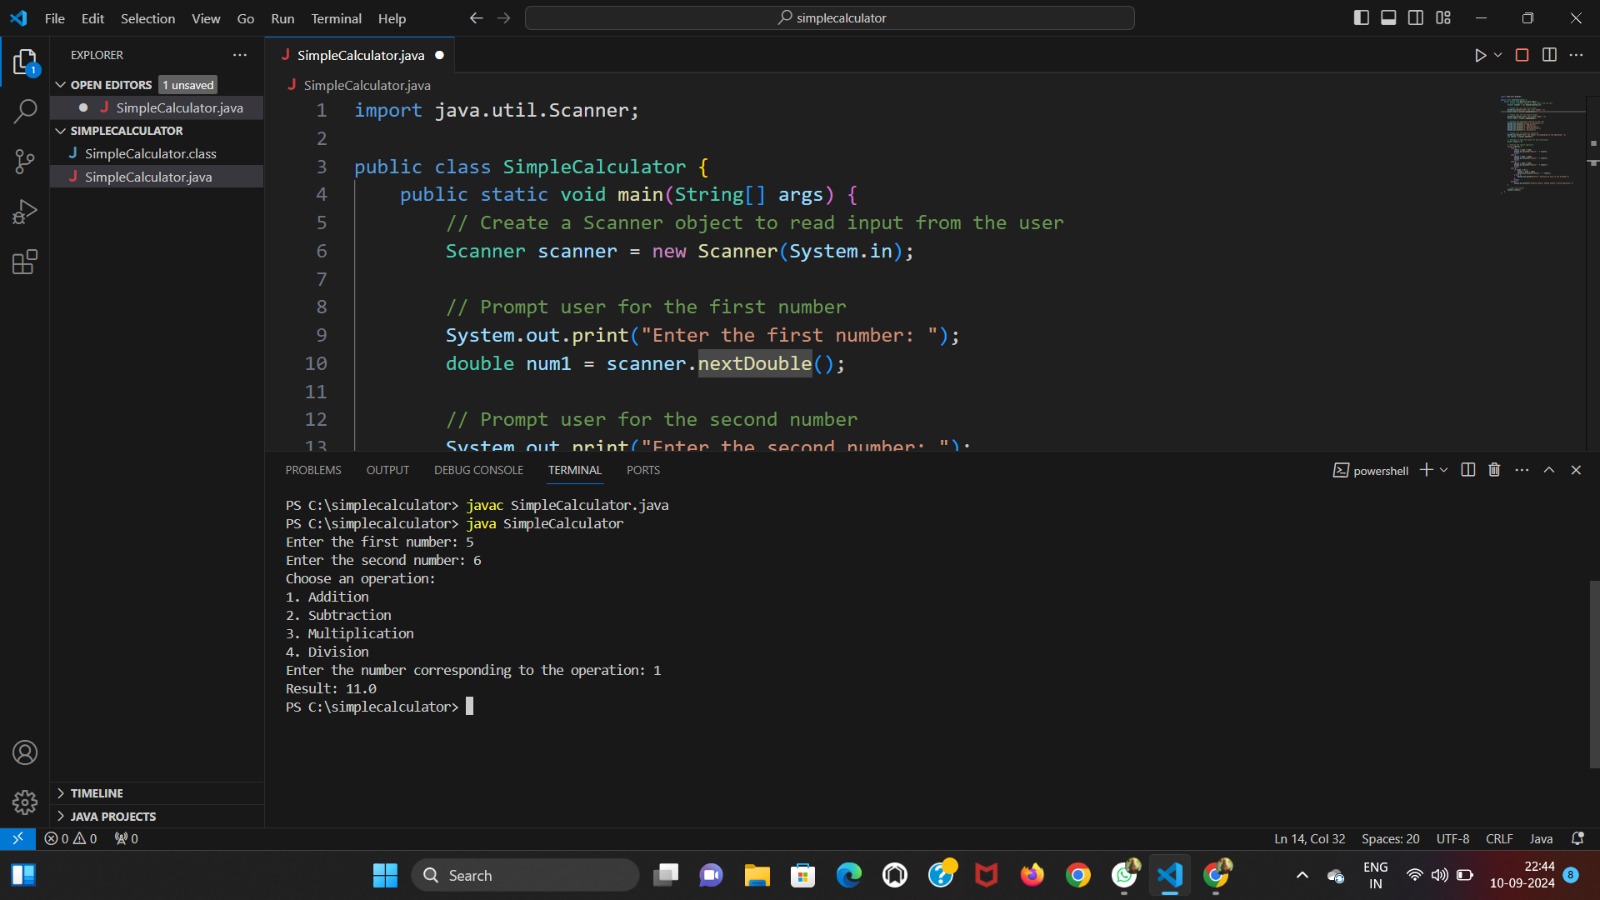 File Edit Selection View Go Run Terminal Help
simplecalculator
EXPLORER
OPEN EDITORS 1 unsaved
SimpleCalculator.java
SIMPLECALCULATOR
SimpleCalculator.class
SimpleCalculator.java
TIMELINE
JAVA PROJECTS
1
SimpleCalculator.java
SimpleCalculator.java
1 import java.util.Scanner;
2
3 public class SimpleCalculator {
4 public static void main(String[] args) {
5 // Create a Scanner object to read input from the user
6 Scanner scanner = new Scanner(System.in);
7
8 // Prompt user for the first number
9 System.out.print("Enter the first number: ");
10 double num1 = scanner.nextDouble();
11
12 // Prompt user for the second number
13 System.out.print("Enter the second number: ");
PROBLEMS OUTPUT DEBUG CONSOLE TERMINAL PORTS
powershell
PS C:\simplecalculator> javac SimpleCalculator.java
PS C:\simplecalculator> java SimpleCalculator
Enter the first number: 5
Enter the second number: 6
Choose an operation:
1. Addition
2. Subtraction
3. Multiplication
4. Division
Enter the number corresponding to the operation: 1
Result: 11.0
PS C:\simplecalculator>
0 0 0
Ln 14, Col 32 Spaces: 20 UTF-8 CRLF Java
Search
ENG
IN
22:44
10-09-2024
8